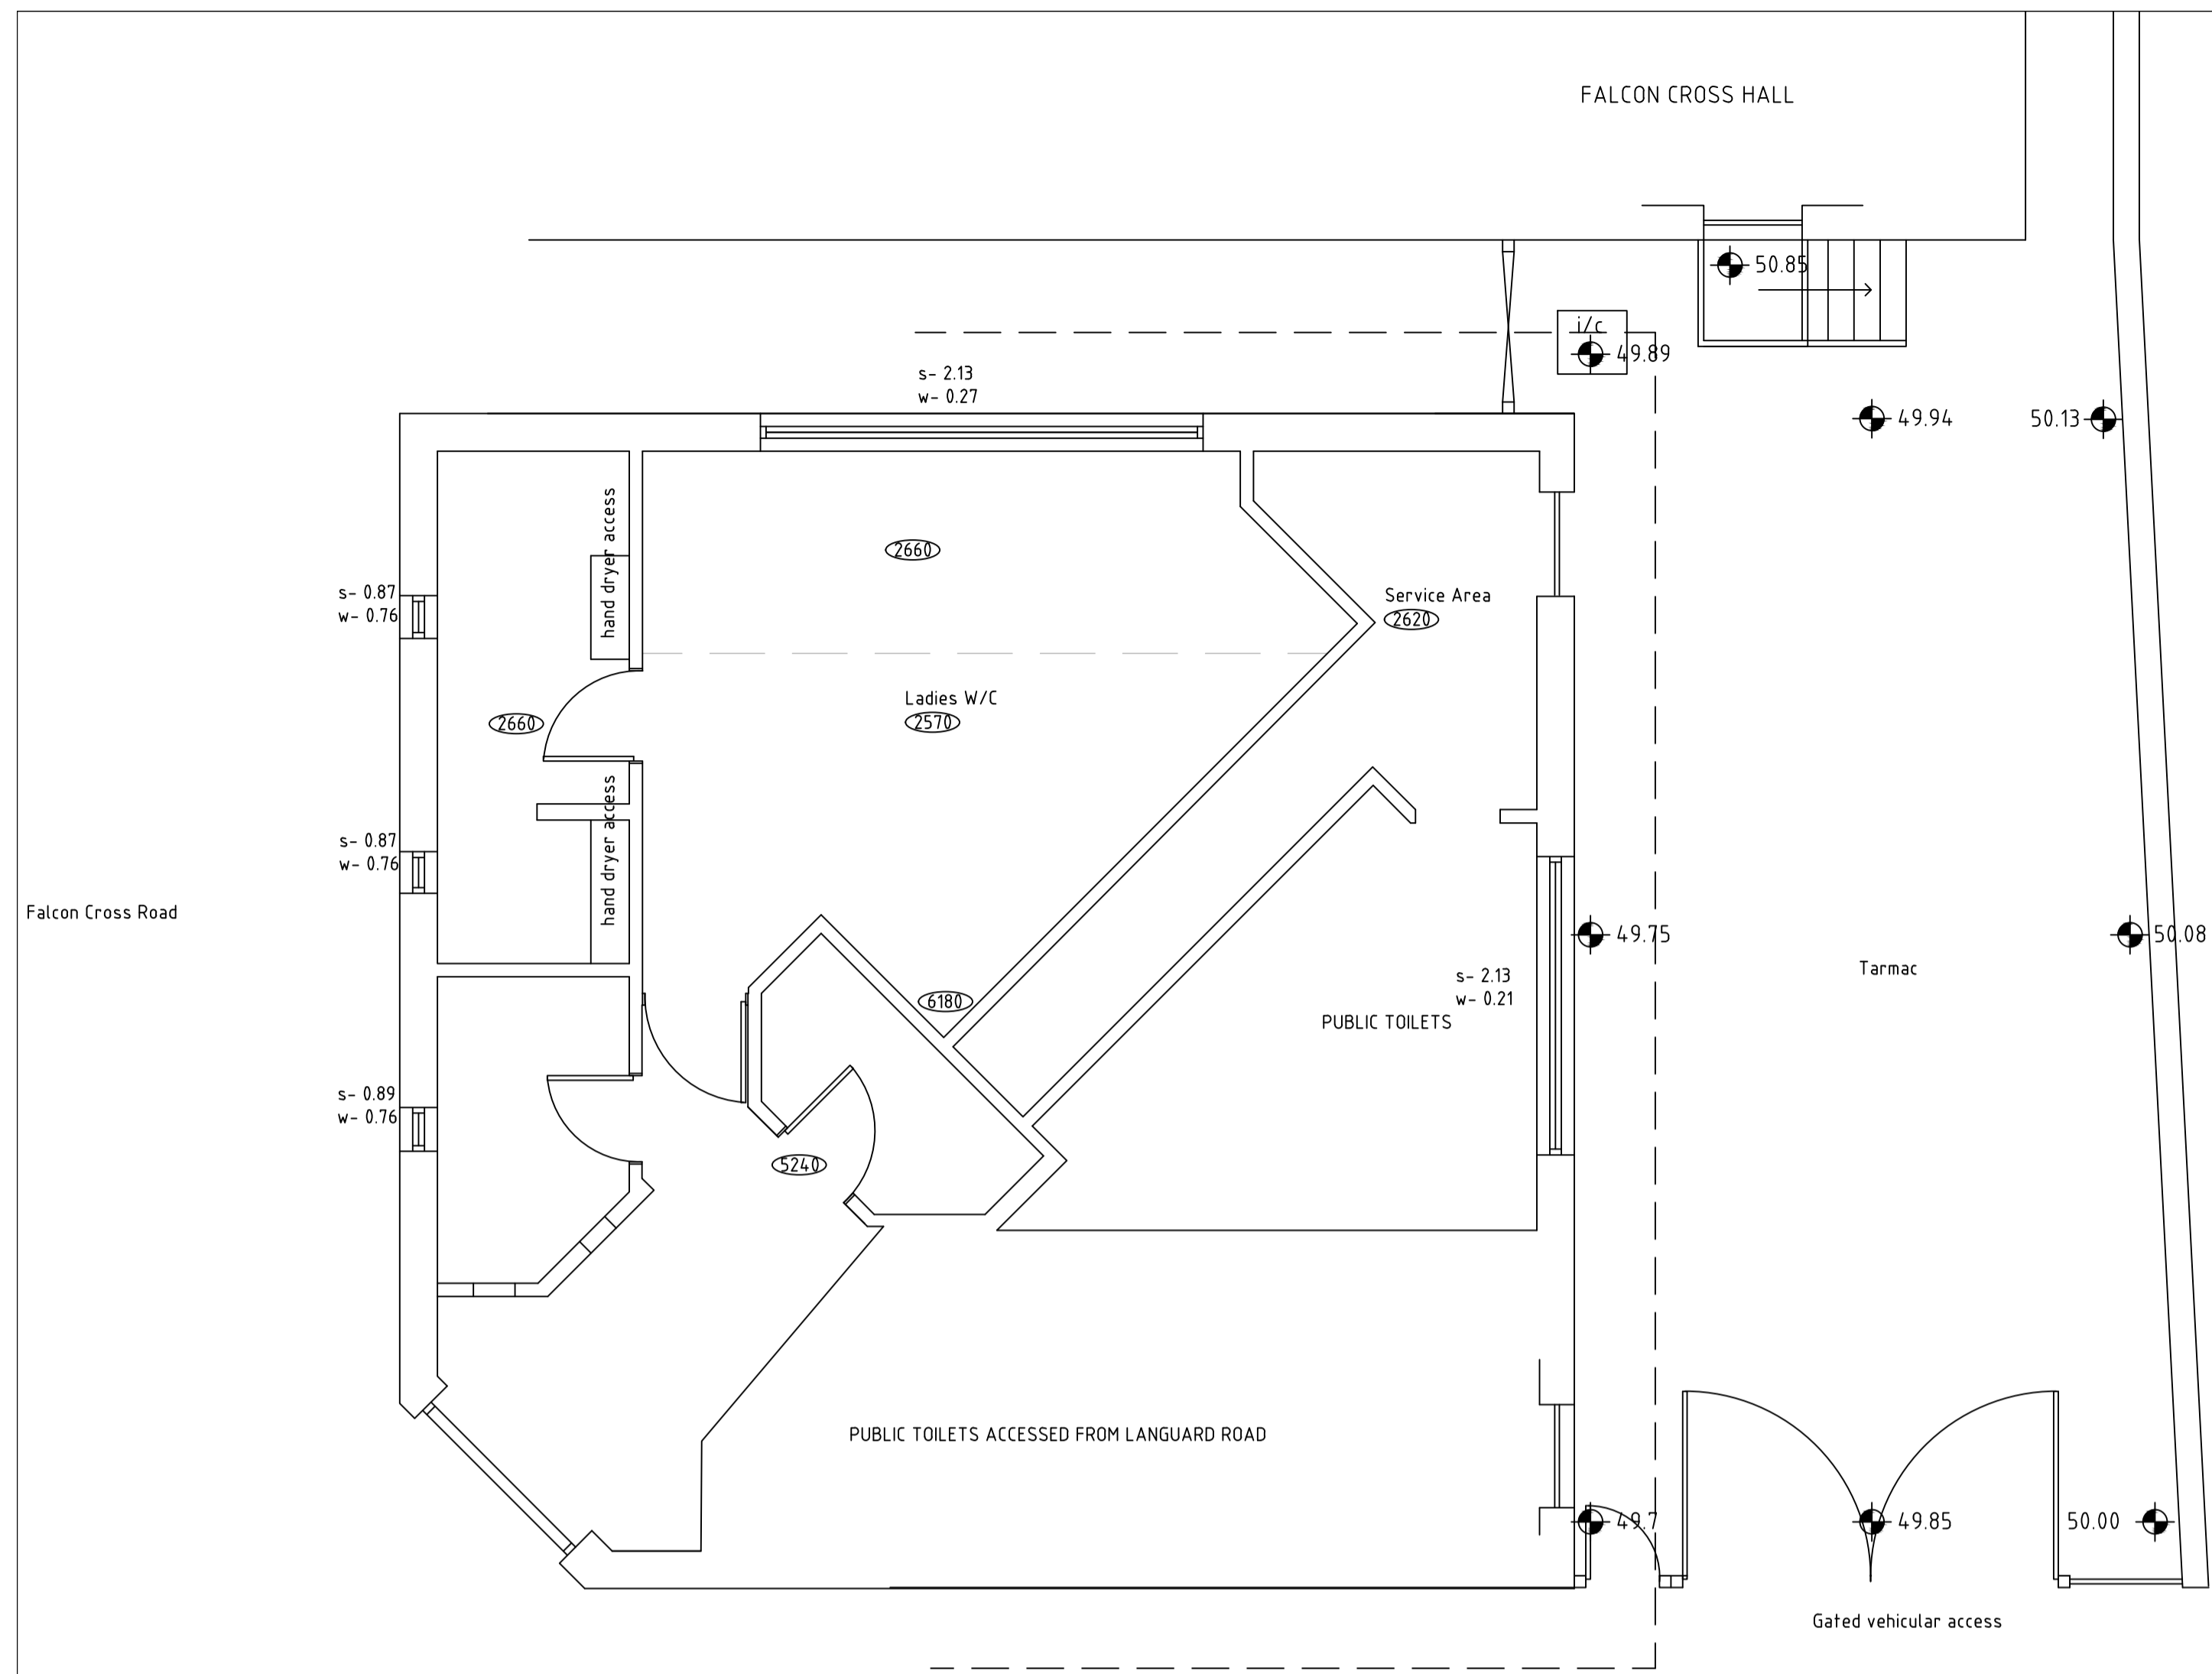 FALCON CROSS HALL
50.85
i/c
49.89
s- 2.13
w- 0.27
49.94
50.13
hand dryer access
2660
s- 0.87
w- 0.76
Service Area
2620
Ladies W/C
2570
2660
hand dryer access
s- 0.87
w- 0.76
Falcon Cross Road
49.75
50.08
Tarmac
s- 2.13
w- 0.21
6180
PUBLIC TOILETS
s- 0.89
w- 0.76
5240
PUBLIC TOILETS ACCESSED FROM LANGUARD ROAD
49.7
49.85
50.00
Gated vehicular access